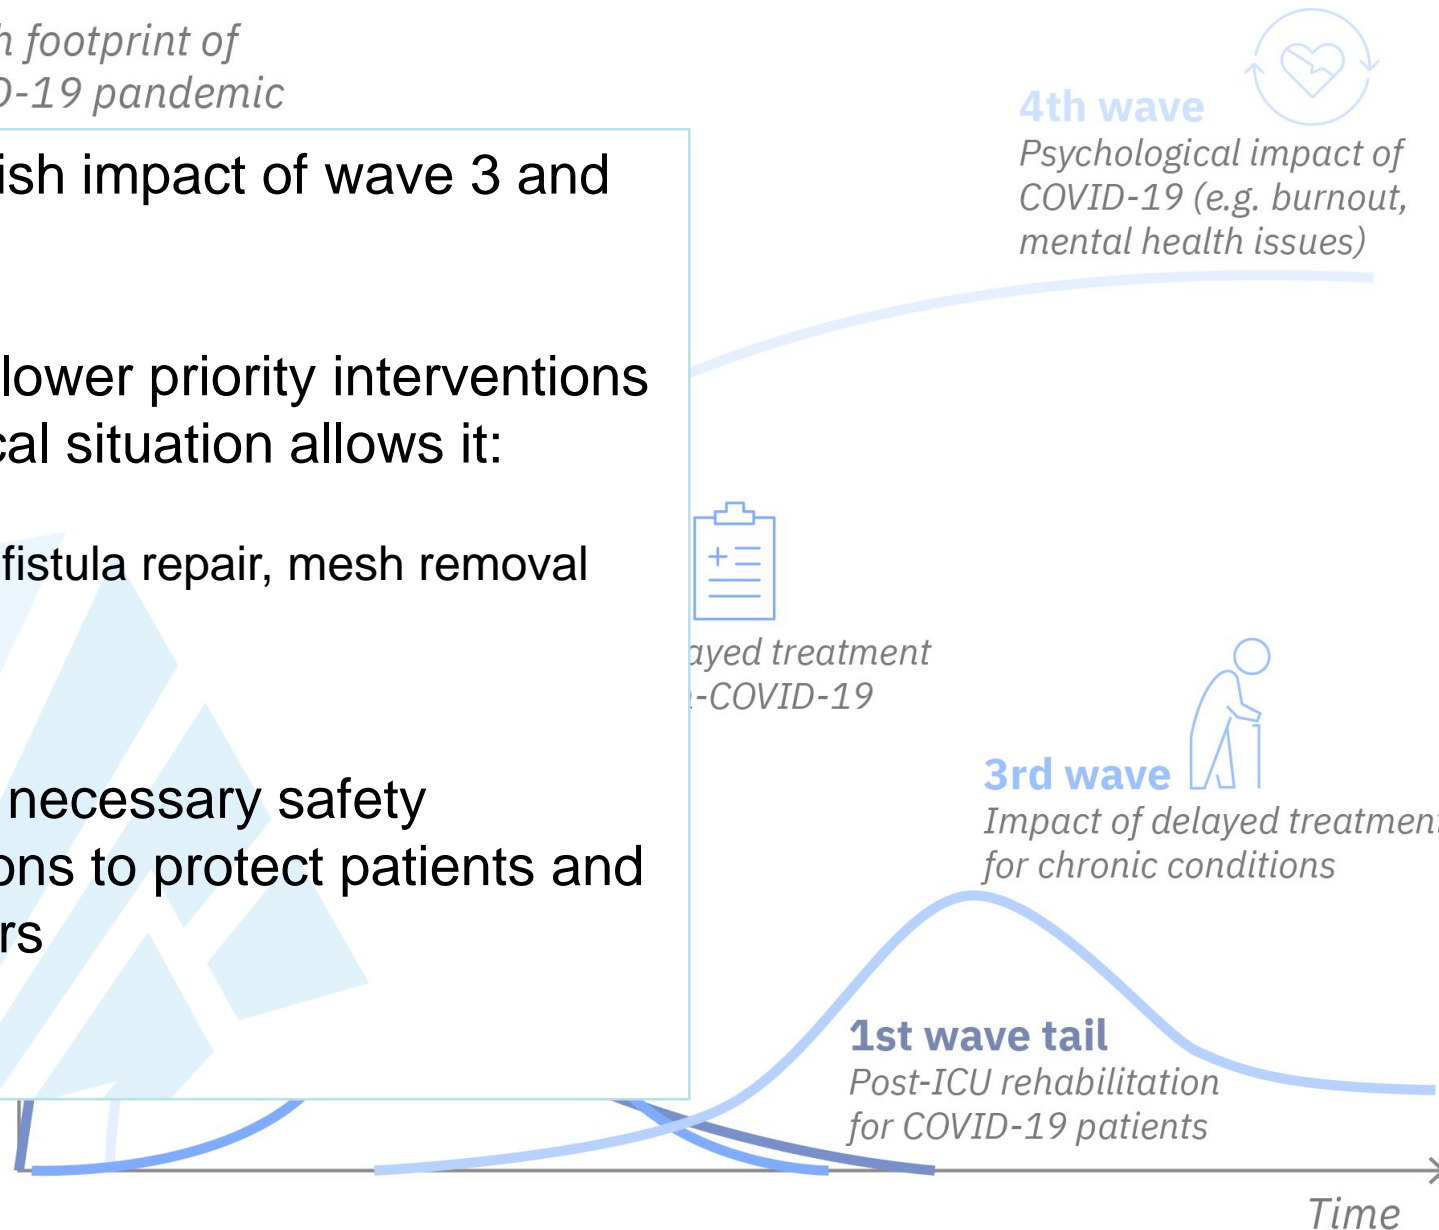 footprint of
-19 pandemic
4th wave
Psychological impact of
COVID-19 (e.g. burnout,
mental health issues)
ish impact of wave 3 and
lower priority interventions
cal situation allows it:
fistula repair, mesh removal
ayed treatment
-COVID-19
necessary safety
ons to protect patients and
rs
3rd wave
Impact of delayed treatment
for chronic conditions
1st wave tail
Post-ICU rehabilitation
for COVID-19 patients
Time